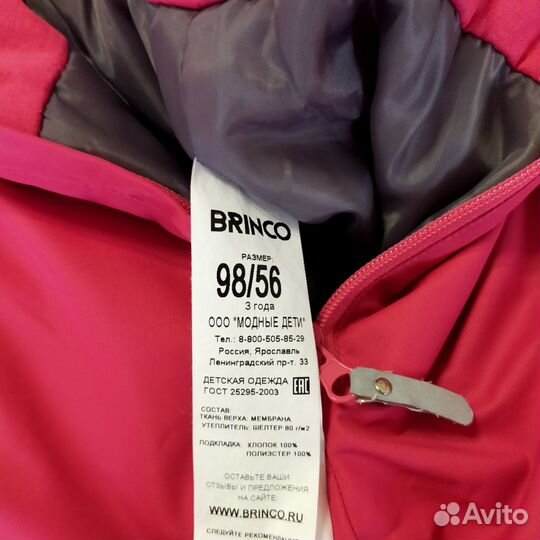 BRINCO
РАЗМЕР:
98/56
3 года
ООО "МОДНЫЕ ДЕТИ"
Тел.: 8-800-505-85-29
Россия, Ярославль
Ленинградский пр-т. 33
ДЕТСКАЯ ОДЕЖДА
ГОСТ 25295-2003
EAC
СОСТАВ:
ТКАНЬ ВЕРХА: МЕМБРАНА
УТЕПЛИТЕЛЬ: ШЕЛТЕР 80 г/м2
ПОДКЛАДКА: ХЛОПОК 100%
ПОЛИЭСТЕР 100%
ОСТАВЬТЕ ВАШИ
ОТЗЫВЫ И ПРЕДЛОЖЕНИЯ
НА САЙТЕ:
WWW.BRINCO.RU
СЛЕДУЙТЕ РЕКОМЕНДАЦ
Avito